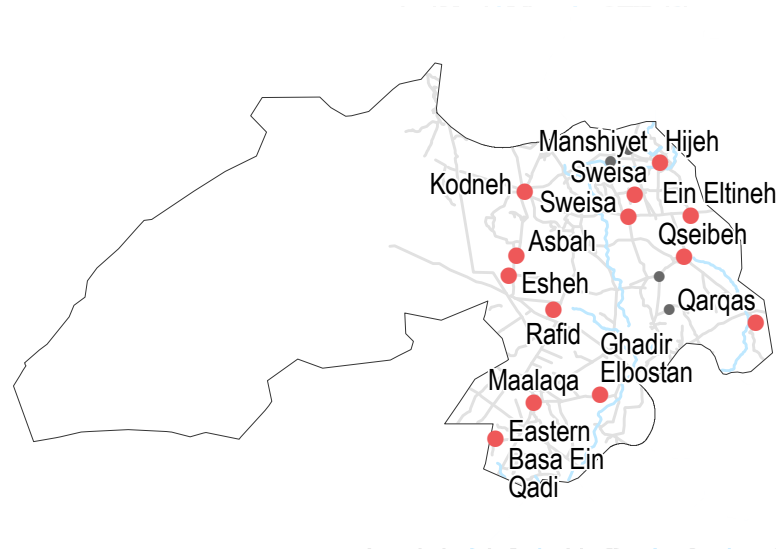 Manshiyet
Hijeh
Sweisa
Kodneh
Ein Eltineh
Sweisa
Qseibeh
Asbah
Esheh
Qarqas
Rafid
Ghadir
Elbostan
Maalaqa
Eastern
Basa Ein
Qadi